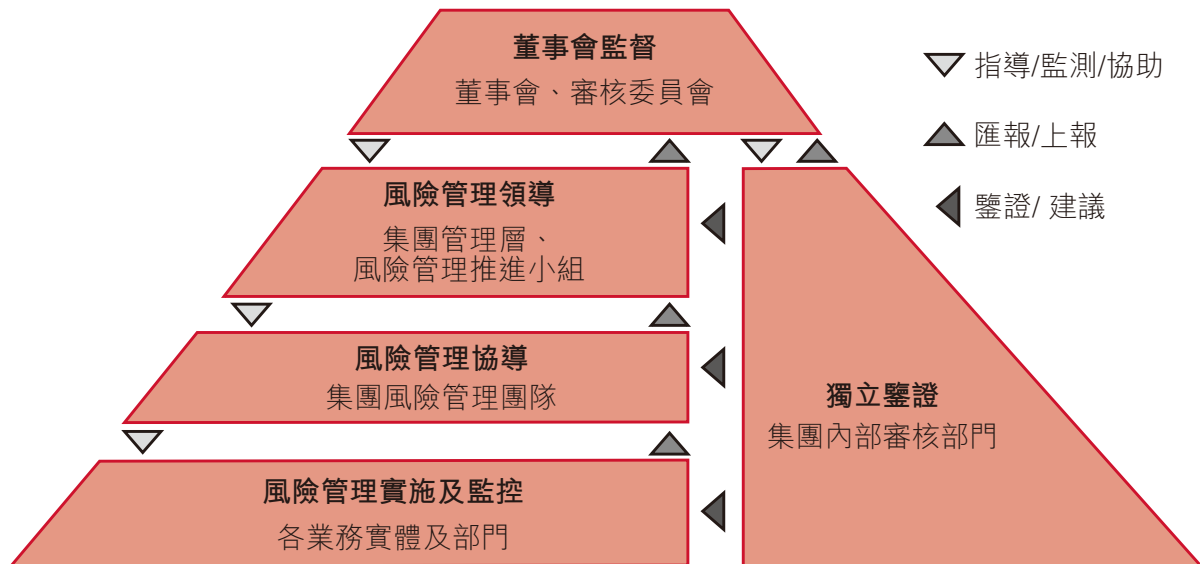 董事會監督
董事會、審核委員會
指導/監測/協助
匯報/上報
鑒證/ 建議
風險管理領導
集團管理層、
風險管理推進小組
風險管理協導
集團風險管理團隊
獨立鑒證
集團內部審核部門
風險管理實施及監控
各業務實體及部門